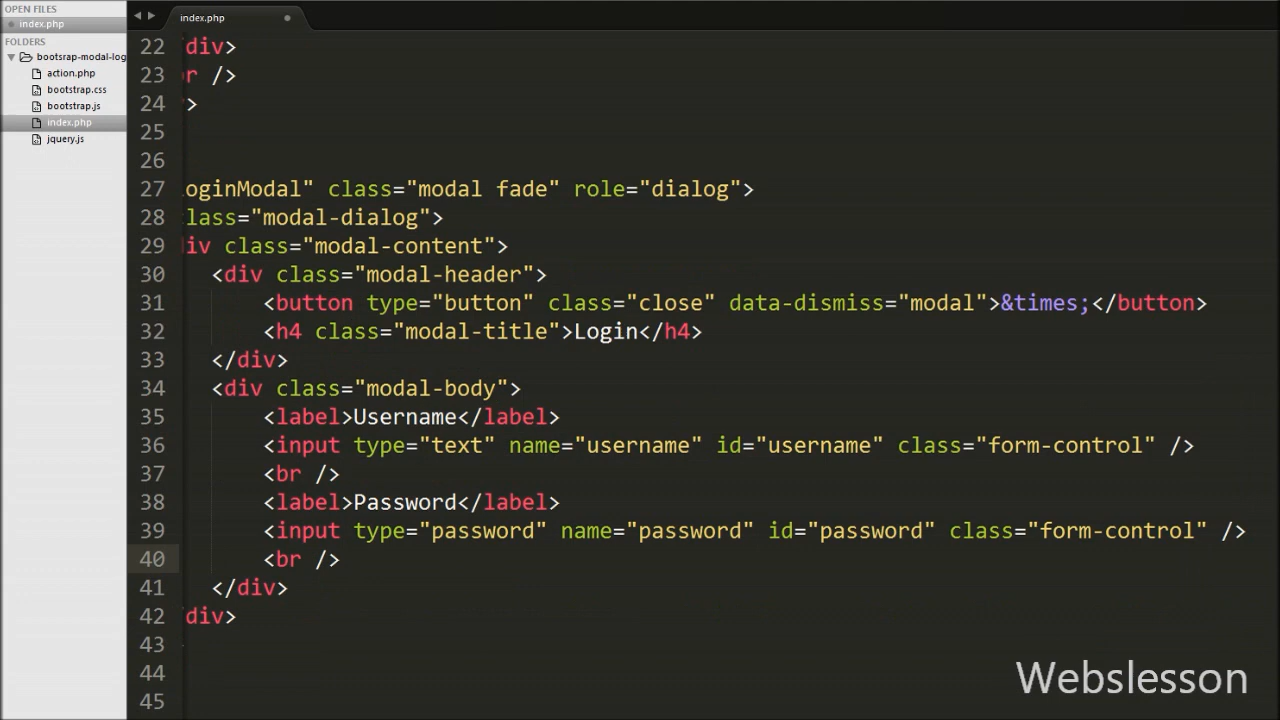 OPEN FILES
index.php
FOLDERS
bootsrap-modal-log
action.php
bootstrap.css
bootstrap.js
index.php
jquery.js
index.php
22 div>
23 r />
24 >
25
26
27 oginModal" class="modal fade" role="dialog">
28 lass="modal-dialog">
29 iv class="modal-content">
30 <div class="modal-header">
31 <button type="button" class="close" data-dismiss="modal">&times;</button>
32 <h4 class="modal-title">Login</h4>
33 </div>
34 <div class="modal-body">
35 <label>Username</label>
36 <input type="text" name="username" id="username" class="form-control" />
37 <br />
38 <label>Password</label>
39 <input type="password" name="password" id="password" class="form-control" />
40 <br />
41 </div>
42 div>
43
44
45
Webslesson